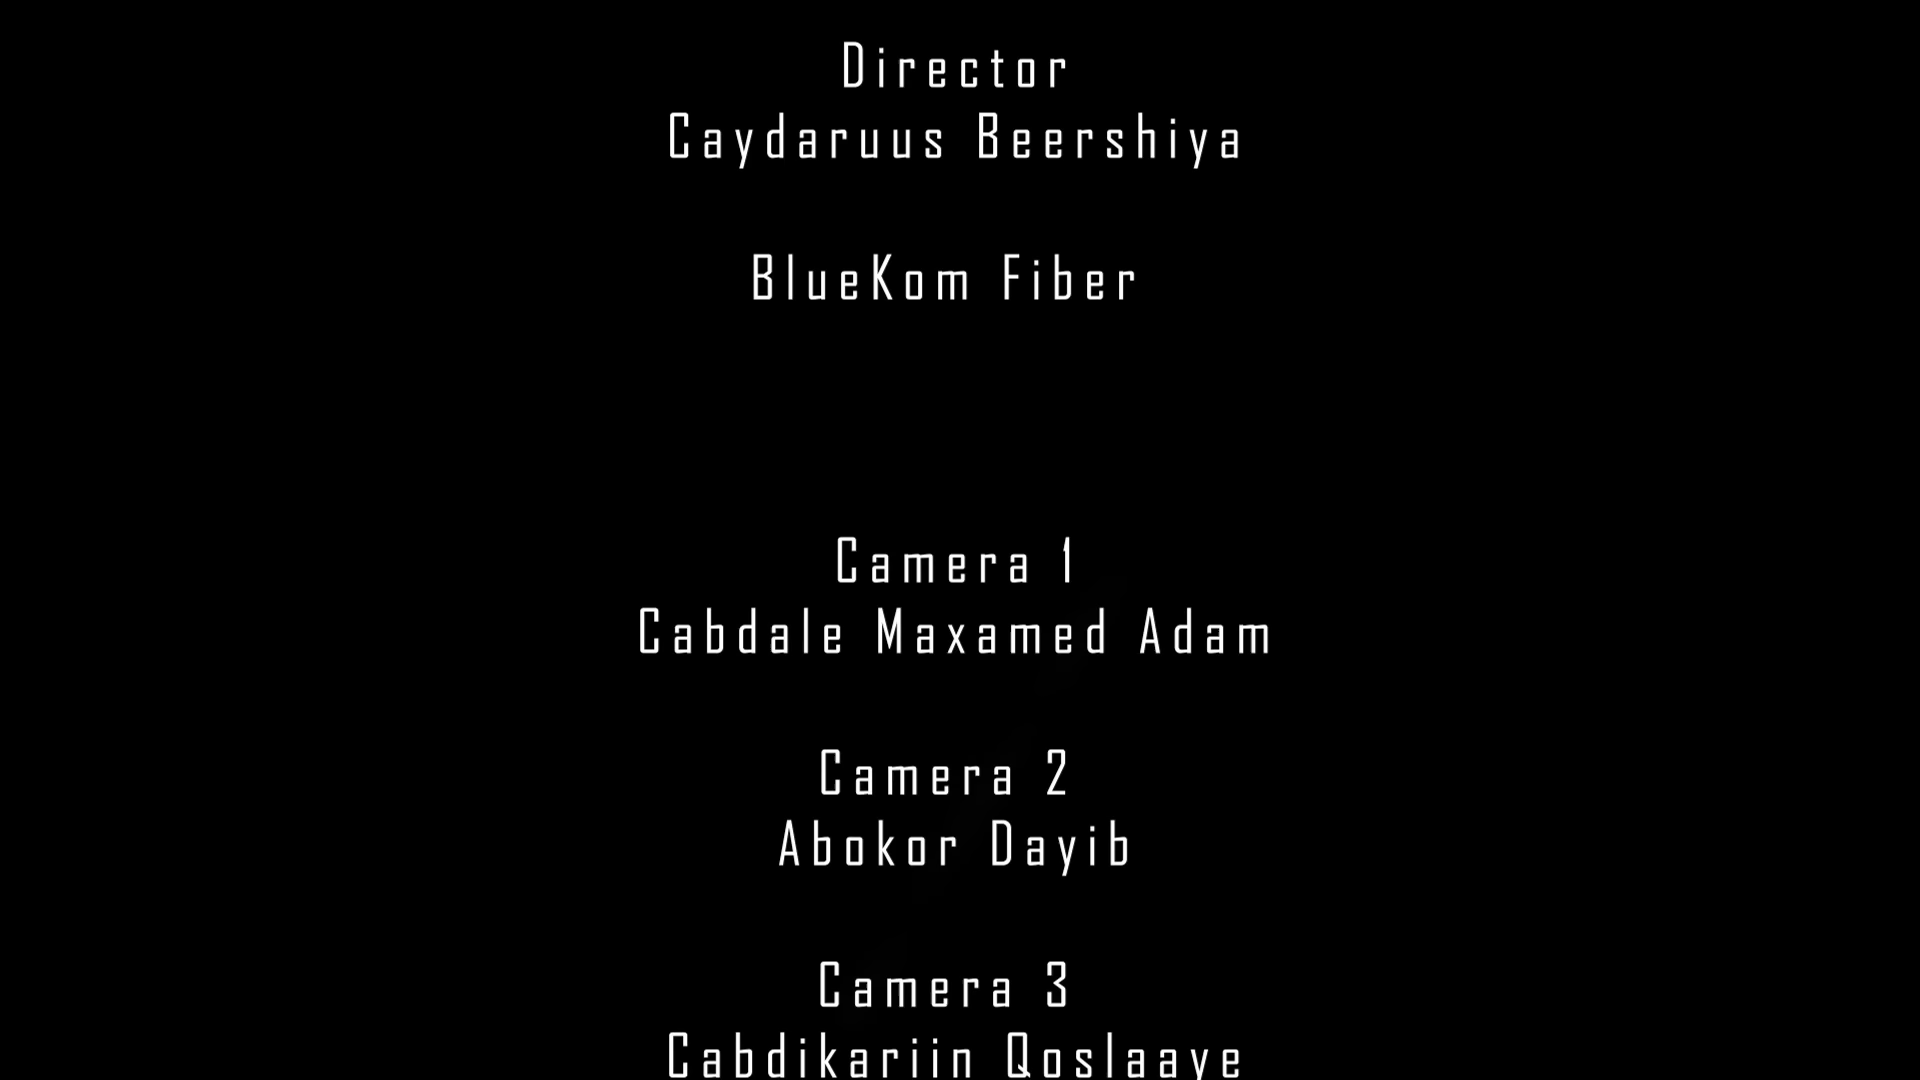 Director
Caydaruus Beershiya
BlueKom Fiber
Camera 1
Cabdale Maxamed Adam
Camera 2
Abokor Dayib
Camera 3
Cabdikariin Qoslaaye